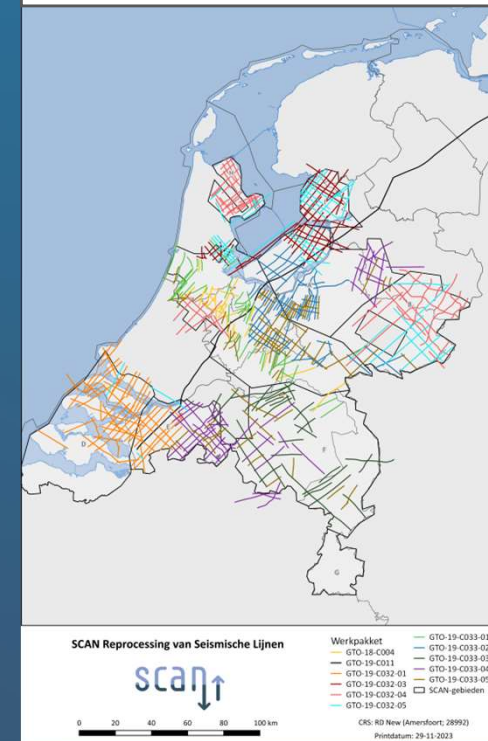 D
F
G
SCAN Reprocessing van Seismische Lijnen
scan
0 20 40 60 80 100 km
Werkpakket
GTO-18-C004
GTO-19-C011
GTO-19-C032-01
GTO-19-C032-03
GTO-19-C032-04
GTO-19-C032-05
GTO-19-C033-01
GTO-19-C033-02
GTO-19-C033-03
GTO-19-C033-04
GTO-19-C033-05
SCAN-gebieden
CRS: RD New (Amersfoort; 28992)
Printdatum: 29-11-2023